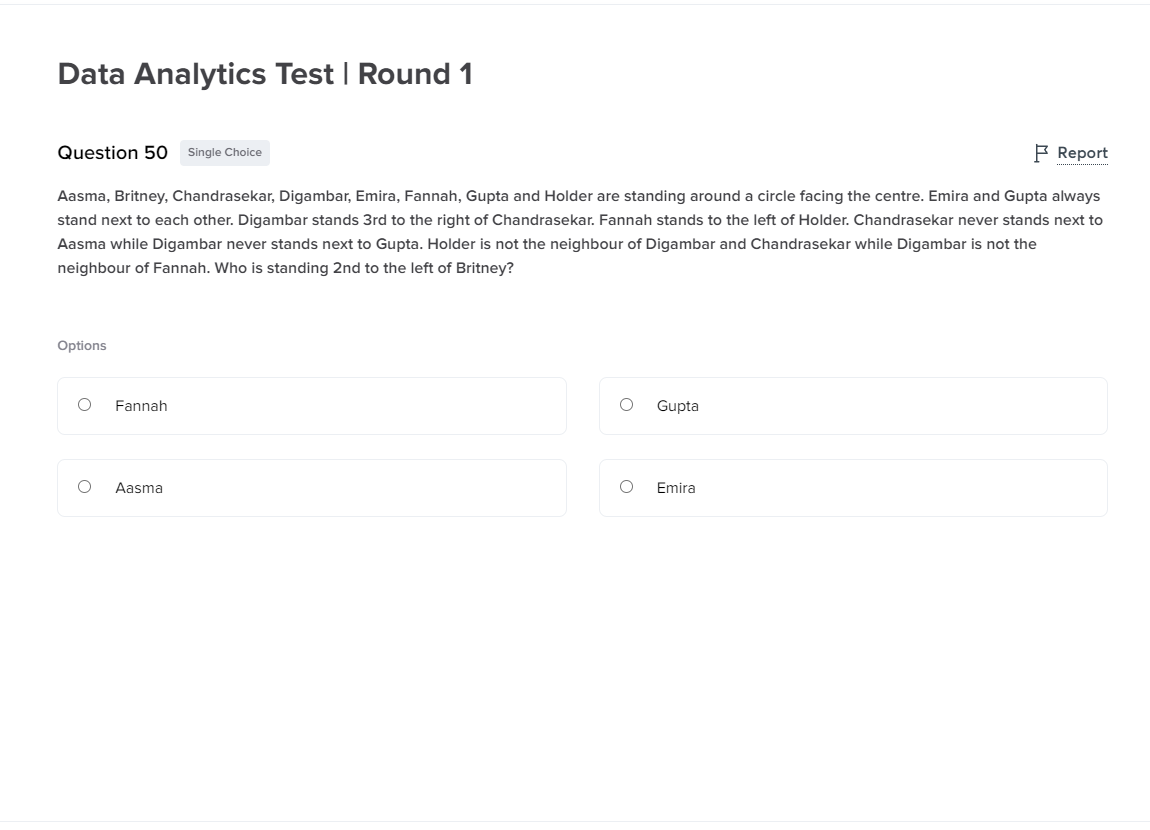 Data Analytics Test | Round 1
Question 50 Single Choice Report
Aasma, Britney, Chandrasekar, Digambar, Emira, Fannah, Gupta and Holder are standing around a circle facing the centre. Emira and Gupta always
stand next to each other. Digambar stands 3rd to the right of Chandrasekar. Fannah stands to the left of Holder. Chandrasekar never stands next to
Aasma while Digambar never stands next to Gupta. Holder is not the neighbour of Digambar and Chandrasekar while Digambar is not the
neighbour of Fannah. Who is standing 2nd to the left of Britney?
Options
Fannah Gupta
Aasma Emira